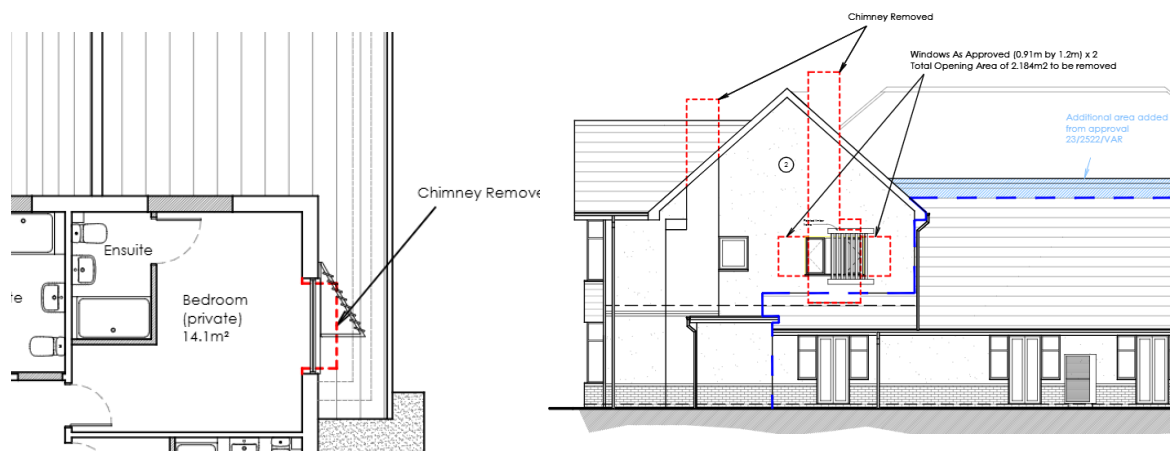 Chimney Remove
Ensuite
te
Bedroom
(private)
14.1m²
Chimney Removed
Windows As Approved (0.91m by 1.2m) x 2
Total Opening Area of 2.184m2 to be removed
Additional area added
from approval
23/2522/VAR
2